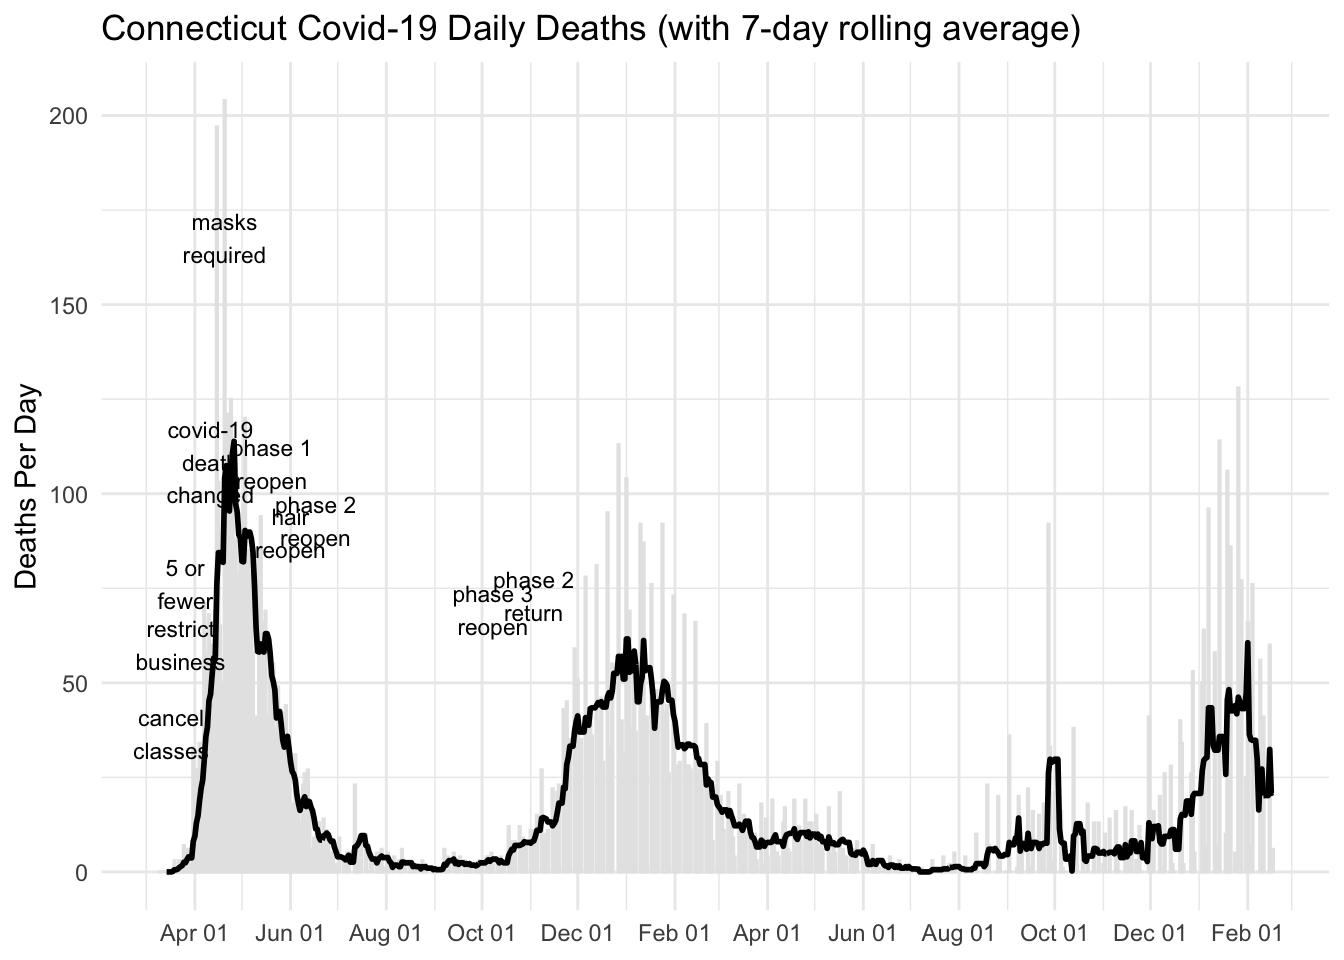 Connecticut Covid-19 Daily Deaths (with 7-day rolling average)
Deaths Per Day
200
150
100
50
0
masks
required
covid-19
death
changed
phase 1
reopen
phase 2
reopen
hair
reopen
5 or
fewer
restrict
business
cancel
classes
phase 3
reopen
phase 2
return
Apr 01 Jun 01 Aug 01 Oct 01 Dec 01 Feb 01 Apr 01 Jun 01 Aug 01 Oct 01 Dec 01 Feb 01